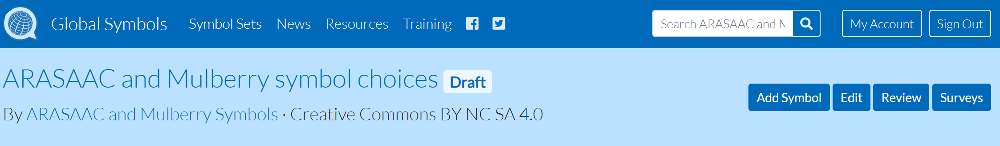 Global Symbols Symbol Sets News Resources Training Search ARASAAC and M My Account Sign Out
ARASAAC and Mulberry symbol choices Draft
Add Symbol Edit Review Surveys
By ARASAAC and Mulberry Symbols · Creative Commons BY NC SA 4.0